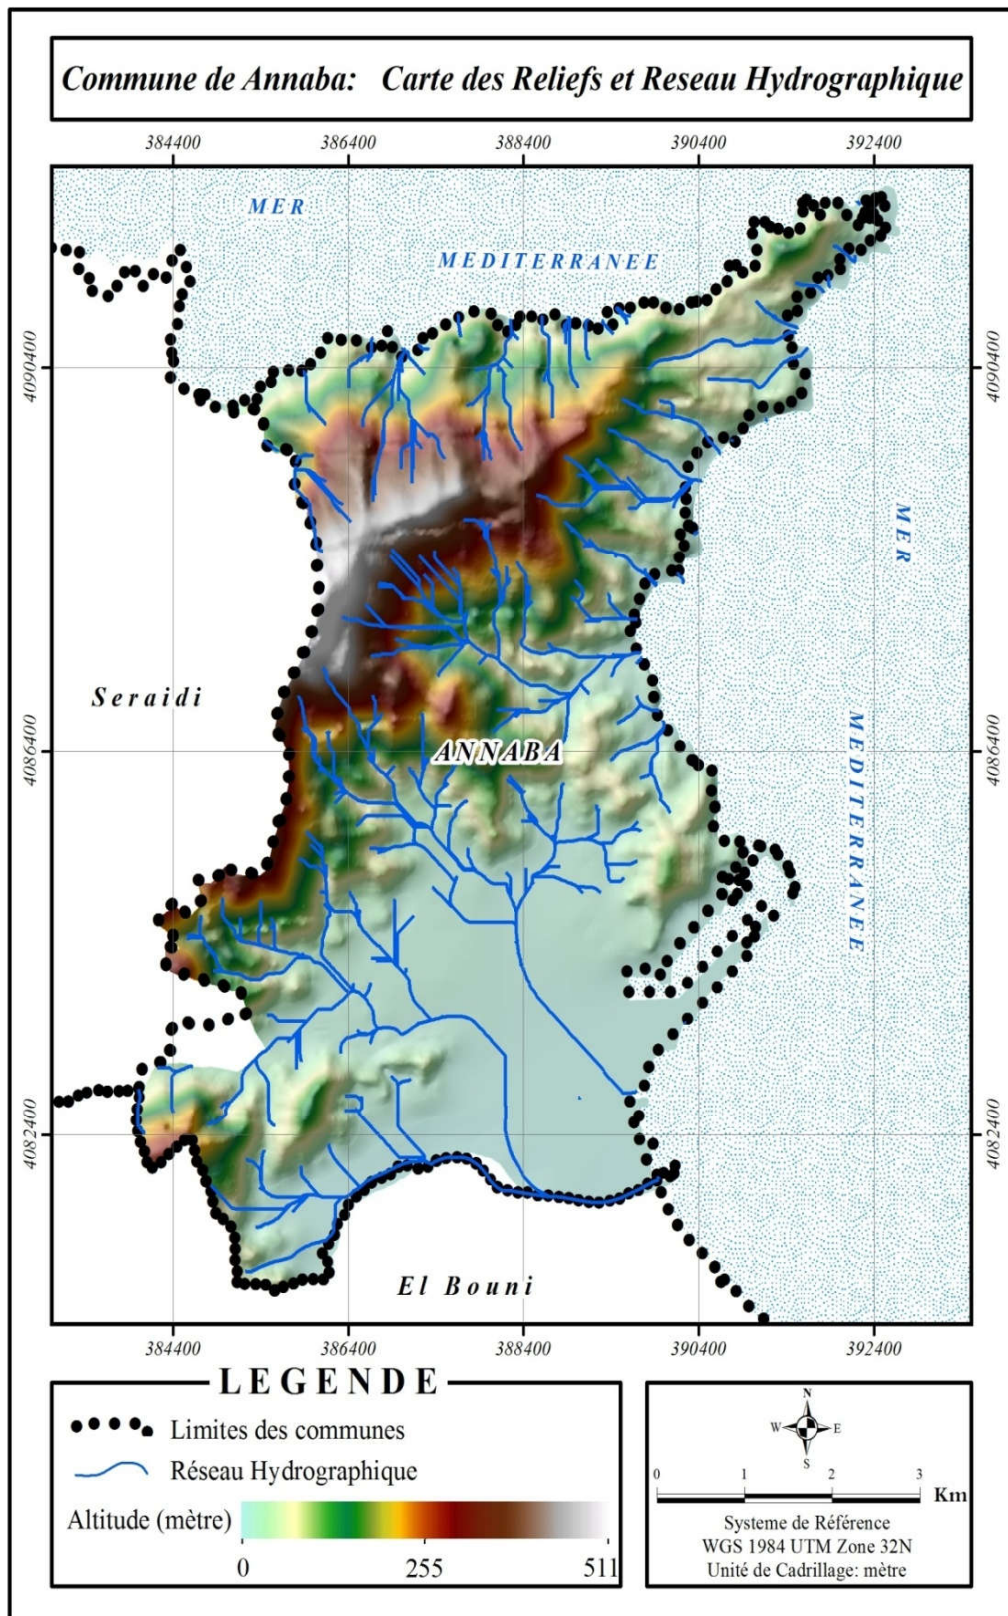 Commune de Annaba: Carte des Reliefs et Reseau Hydrographique
384400 386400 388400 390400 392400
MER
MEDITERRANEE
4090400
4090400
MER
Seraidi
4086400
ANNABA
4086400
MEDITERRANEE
4082400
4082400
El Bouni
384400 386400 388400 390400 392400
LEGENDE
Limites des communes
Réseau Hydrographique
Altitude (mètre)
0 255 511
N
W E
S
0 1 2 3
Km
Systeme de Référence
WGS 1984 UTM Zone 32N
Unité de Cadrillage: mètre